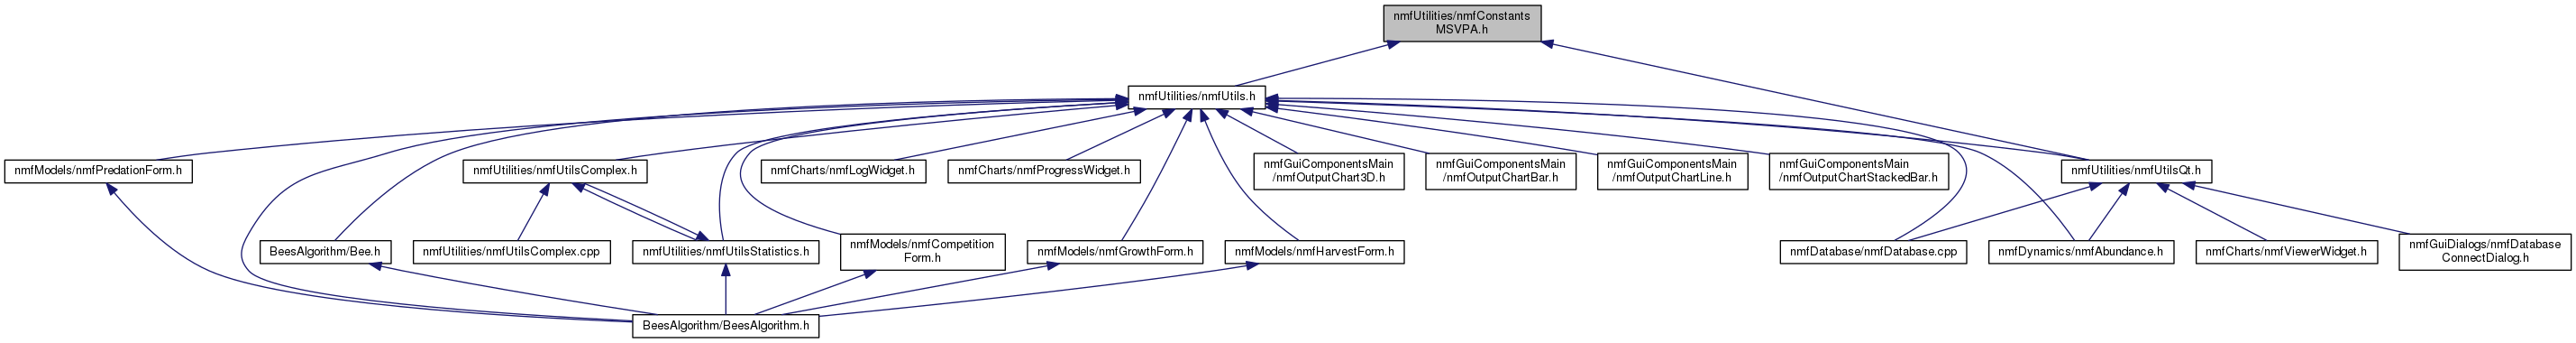 nmfUtilities/nmfConstants
MSVPA.h
nmfUtilities/nmfUtils.h
nmfModels/nmfPredationForm.h
nmfUtilities/nmfUtilsComplex.h
nmfCharts/nmfLogWidget.h
nmfCharts/nmfProgressWidget.h
nmfGuiComponentsMain
/nmfOutputChart3D.h
nmfGuiComponentsMain
/nmfOutputChartBar.h
nmfGuiComponentsMain
/nmfOutputChartLine.h
nmfGuiComponentsMain
/nmfOutputChartStackedBar.h
nmfUtilities/nmfUtilsQt.h
BeesAlgorithm/Bee.h
nmfUtilities/nmfUtilsComplex.cpp
nmfUtilities/nmfUtilsStatistics.h
nmfModels/nmfCompetition
Form.h
nmfModels/nmfGrowthForm.h
nmfModels/nmfHarvestForm.h
nmfDatabase/nmfDatabase.cpp
nmfDynamics/nmfAbundance.h
nmfCharts/nmfViewerWidget.h
nmfGuiDialogs/nmfDatabase
ConnectDialog.h
BeesAlgorithm/BeesAlgorithm.h